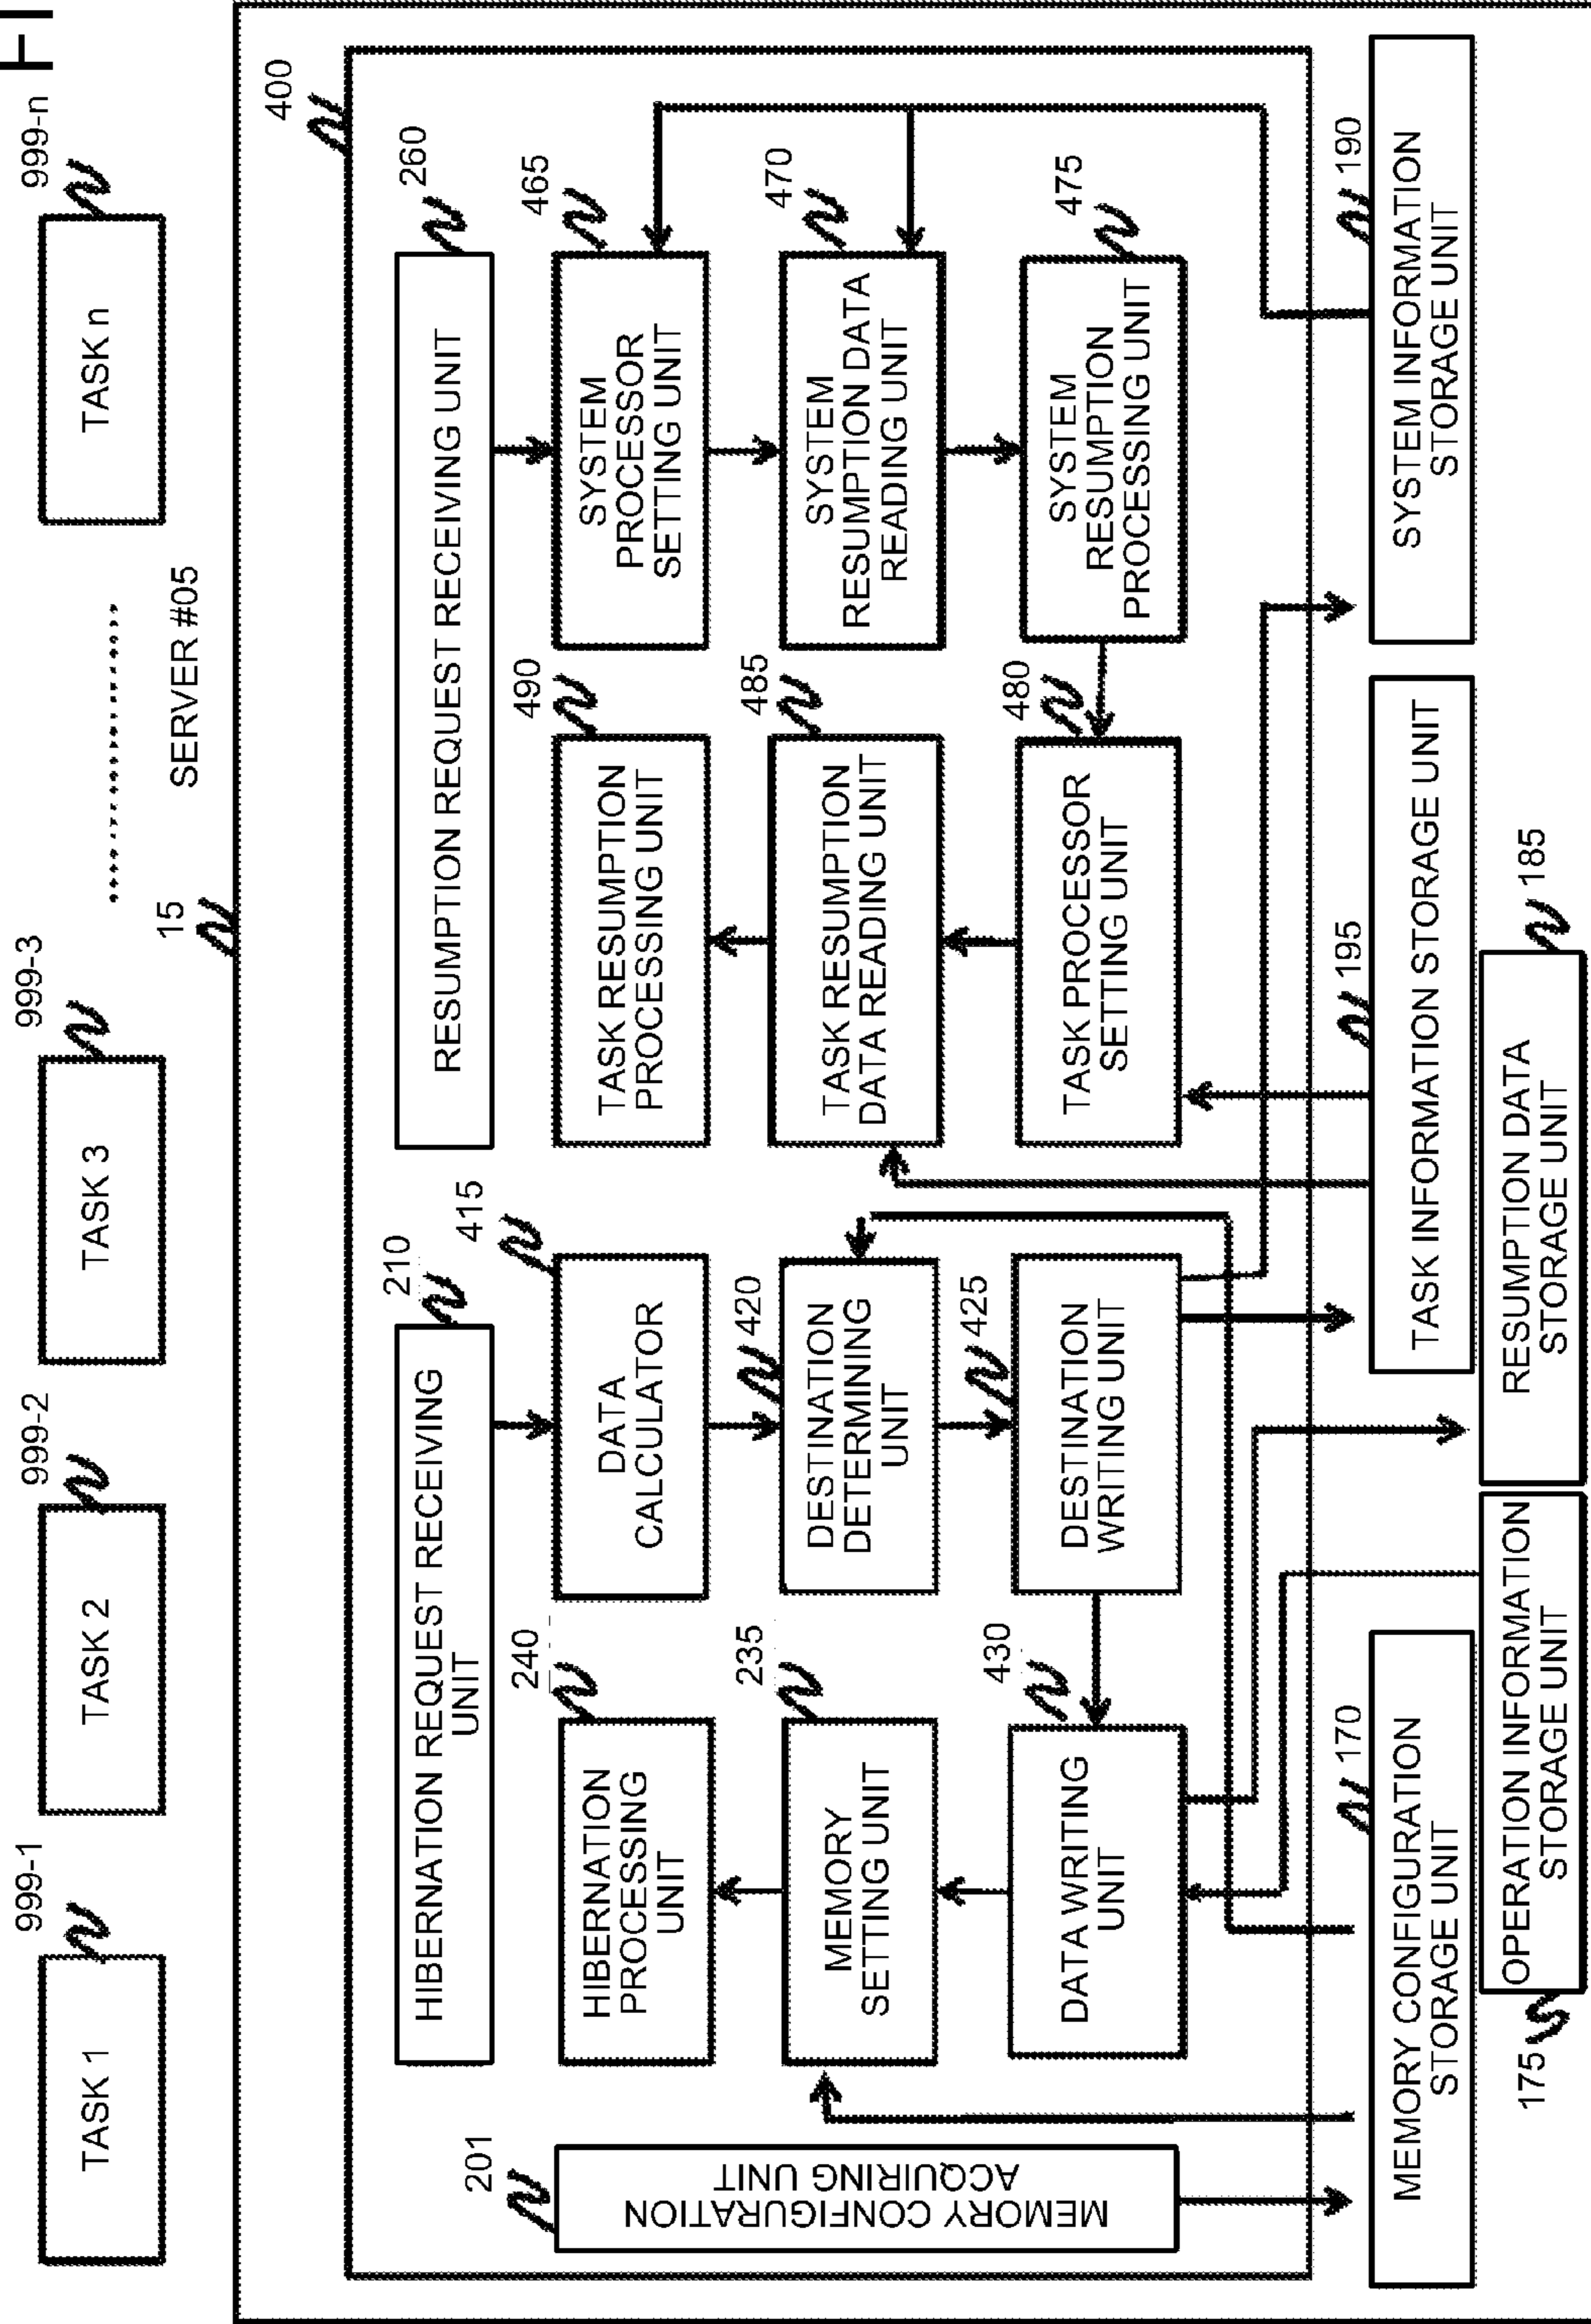 FI
999-1
999-2
999-3
999-n
TASK 1
TASK 2
TASK 3
TASK n
15
SERVER #05
400
201
MEMORY CONFIGURATION
ACQUIRING UNIT
210
HIBERNATION REQUEST RECEIVING
UNIT
260
RESUMPTION REQUEST RECEIVING UNIT
240
HIBERNATION
PROCESSING
UNIT
415
DATA
CALCULATOR
490
TASK RESUMPTION
PROCESSING UNIT
465
SYSTEM
PROCESSOR
SETTING UNIT
235
MEMORY
SETTING UNIT
420
DESTINATION
DETERMINING
UNIT
485
TASK RESUMPTION
DATA READING UNIT
470
SYSTEM
RESUMPTION DATA
READING UNIT
430
DATA WRITING
UNIT
425
DESTINATION
WRITING UNIT
480
TASK PROCESSOR
SETTING UNIT
475
SYSTEM
RESUMPTION
PROCESSING UNIT
170
MEMORY CONFIGURATION
STORAGE UNIT
195
TASK INFORMATION STORAGE UNIT
190
SYSTEM INFORMATION
STORAGE UNIT
175
OPERATION INFORMATION
STORAGE UNIT
RESUMPTION DATA
STORAGE UNIT
185